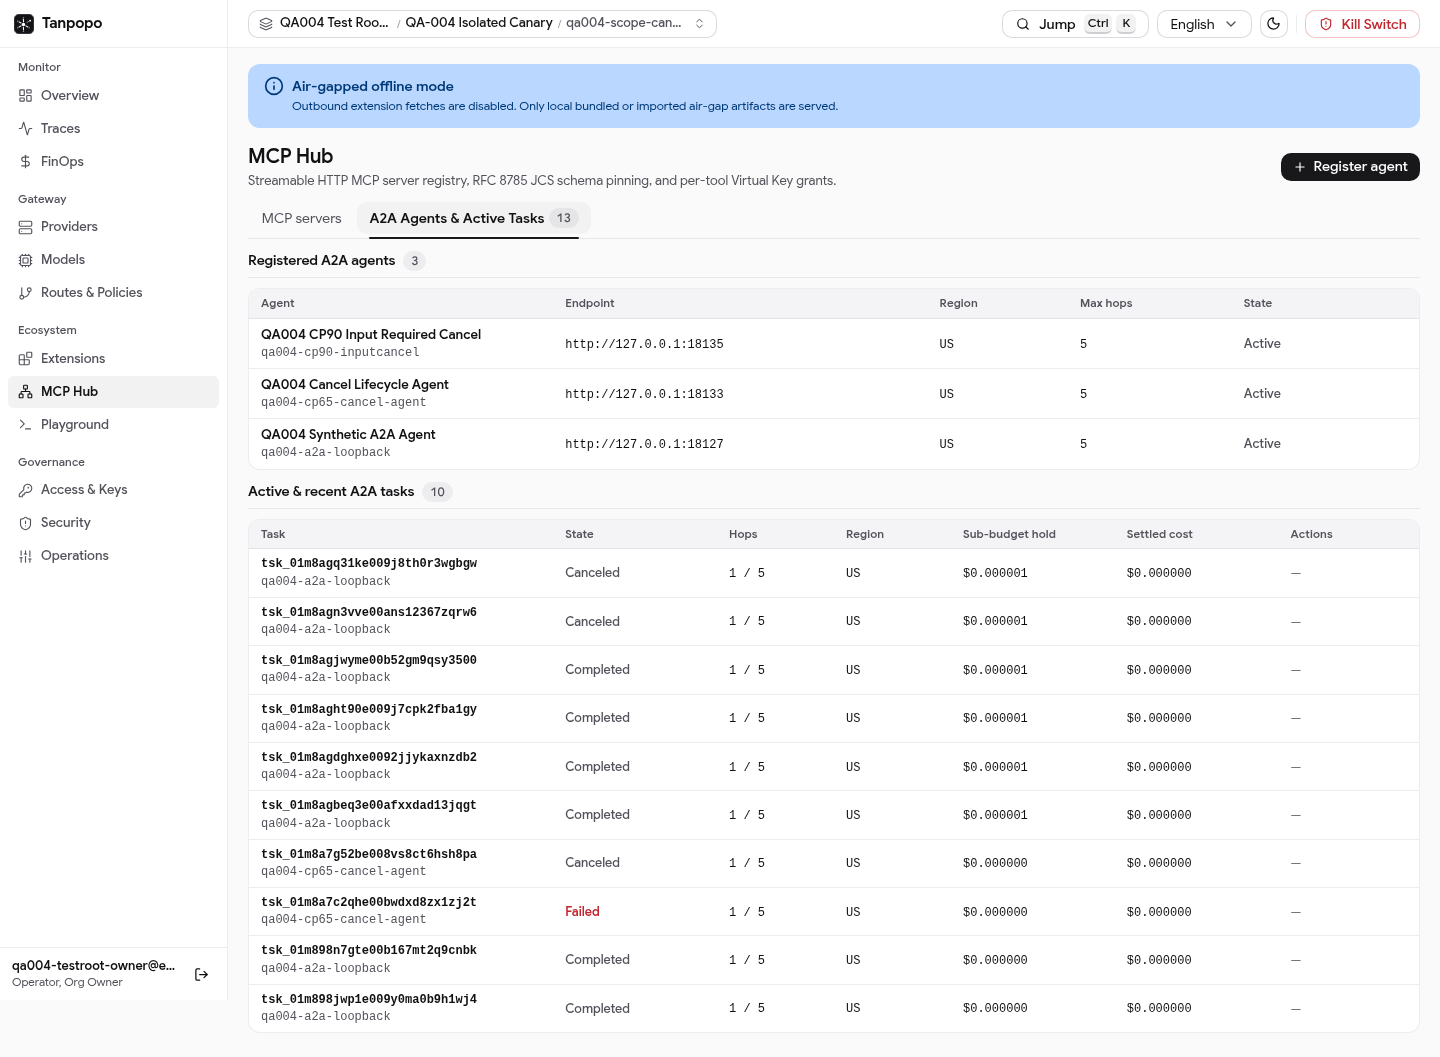 Tanpopo
QA004 Test Roo... / QA-004 Isolated Canary / qa004-scope-can...
Jump Ctrl K
English
Kill Switch
Monitor
Overview
Traces
FinOps
Gateway
Providers
Models
Routes & Policies
Ecosystem
Extensions
MCP Hub
Playground
Governance
Access & Keys
Security
Operations
qa004-testroot-owner@e...
Operator, Org Owner
Air-gapped offline mode
Outbound extension fetches are disabled. Only local bundled or imported air-gap artifacts are served.
MCP Hub
Streamable HTTP MCP server registry, RFC 8785 JCS schema pinning, and per-tool Virtual Key grants.
+ Register agent
MCP servers
A2A Agents & Active Tasks 13
Registered A2A agents 3
Agent Endpoint Region Max hops State
QA004 CP90 Input Required Cancel
qa004-cp90-inputcancel
http://127.0.0.1:18135 US 5 Active
QA004 Cancel Lifecycle Agent
qa004-cp65-cancel-agent
http://127.0.0.1:18133 US 5 Active
QA004 Synthetic A2A Agent
qa004-a2a-loopback
http://127.0.0.1:18127 US 5 Active
Active & recent A2A tasks 10
Task State Hops Region Sub-budget hold Settled cost Actions
tsk_01m8agq31ke009j8th0r3wgbgw
qa004-a2a-loopback
Canceled 1 / 5 US $0.000001 $0.000000 —
tsk_01m8agn3vve00ans12367zqrw6
qa004-a2a-loopback
Canceled 1 / 5 US $0.000001 $0.000000 —
tsk_01m8agjwyme00b52gm9qsy3500
qa004-a2a-loopback
Completed 1 / 5 US $0.000001 $0.000000 —
tsk_01m8aght90e009j7cpk2fba1gy
qa004-a2a-loopback
Completed 1 / 5 US $0.000001 $0.000000 —
tsk_01m8agdghxe0092jjykaxnzdb2
qa004-a2a-loopback
Completed 1 / 5 US $0.000001 $0.000000 —
tsk_01m8agbeq3e00afxxdad13jqgt
qa004-a2a-loopback
Completed 1 / 5 US $0.000001 $0.000000 —
tsk_01m8a7g52be008vs8ct6hsh8pa
qa004-cp65-cancel-agent
Canceled 1 / 5 US $0.000000 $0.000000 —
tsk_01m8a7c2qhe00bwdxd8zx1zj2t
qa004-cp65-cancel-agent
Failed 1 / 5 US $0.000000 $0.000000 —
tsk_01m898n7gte00b167mt2q9cnbk
qa004-a2a-loopback
Completed 1 / 5 US $0.000000 $0.000000 —
tsk_01m898jwp1e009y0ma0b9h1wj4
qa004-a2a-loopback
Completed 1 / 5 US $0.000000 $0.000000 —